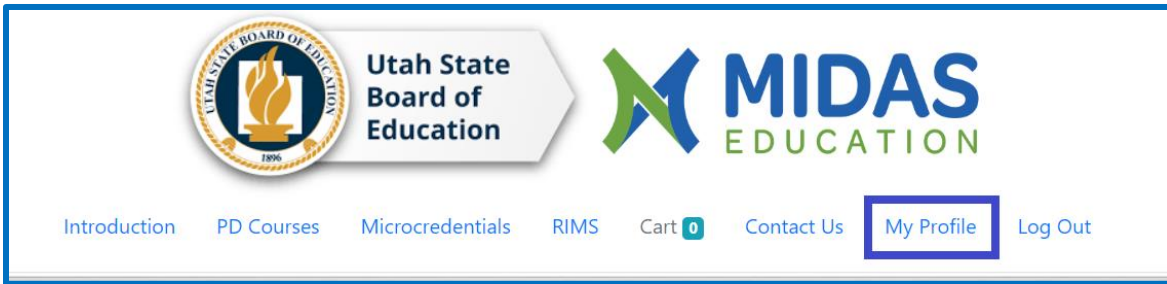 UTAH STATE BOARD OF EDUCATION
1896
Utah State
Board of
Education
MIDAS
EDUCATION
Introduction PD Courses Microcredentials RIMS Cart 0 Contact Us My Profile Log Out